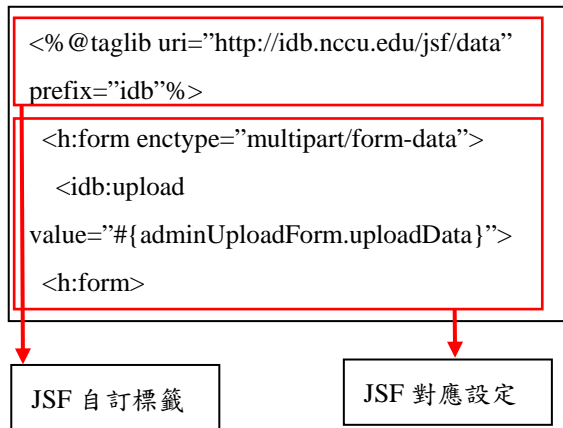 <%@taglib uri=”http://idb.nccu.edu/jsf/data”
prefix=”idb”%>
<h:form enctype=”multipart/form-data”>
<idb:upload
value=”#{adminUploadForm.uploadData}”>
<h:form>
JSF 自訂標籤
JSF 對應設定